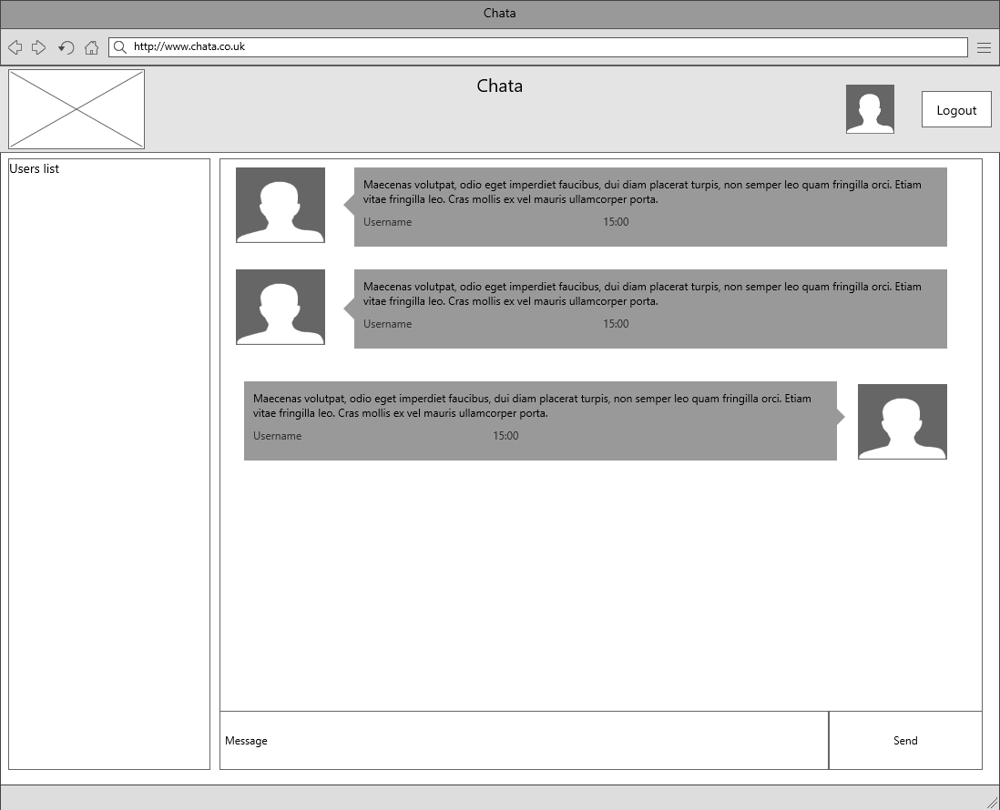 Chata
http://www.chata.co.uk
Chata
Logout
Users list
Maecenas volutpat, odio eget imperdiet faucibus, dui diam placerat turpis, non semper leo quam fringilla orci. Etiam
vitae fringilla leo. Cras mollis ex vel mauris ullamcorper porta.
Username 15:00
Maecenas volutpat, odio eget imperdiet faucibus, dui diam placerat turpis, non semper leo quam fringilla orci. Etiam
vitae fringilla leo. Cras mollis ex vel mauris ullamcorper porta.
Username 15:00
Maecenas volutpat, odio eget imperdiet faucibus, dui diam placerat turpis, non semper leo quam fringilla orci. Etiam
vitae fringilla leo. Cras mollis ex vel mauris ullamcorper porta.
Username 15:00
Message
Send